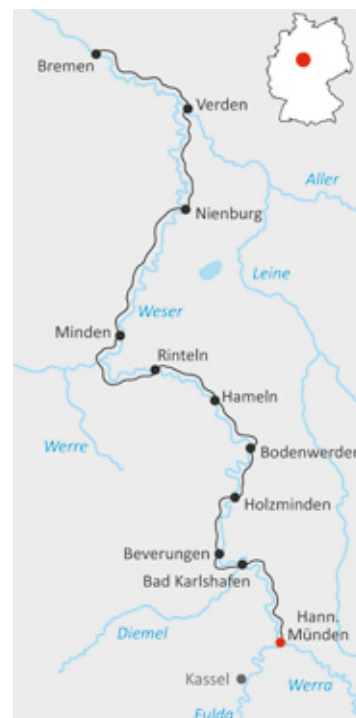 Bremen
Verden
Aller
Nienburg
Leine
Weser
Minden
Rinteln
Werre
Hameln
Bodenwerder
Holzminden
Beverungen
Bad Karlshafen
Hann.
Münden
Diemel
Kassel
Werra
Fulda